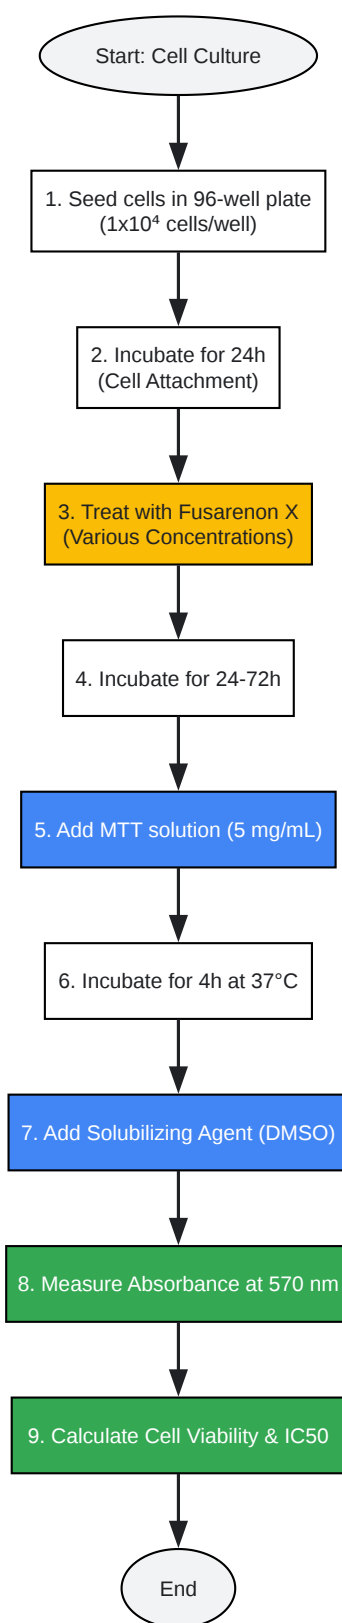 Start: Cell Culture
1. Seed cells in 96-well plate
(1x10⁴ cells/well)
2. Incubate for 24h
(Cell Attachment)
3. Treat with Fusarenon X
(Various Concentrations)
4. Incubate for 24-72h
5. Add MTT solution (5 mg/mL)
6. Incubate for 4h at 37°C
7. Add Solubilizing Agent (DMSO)
8. Measure Absorbance at 570 nm
9. Calculate Cell Viability & IC50
End